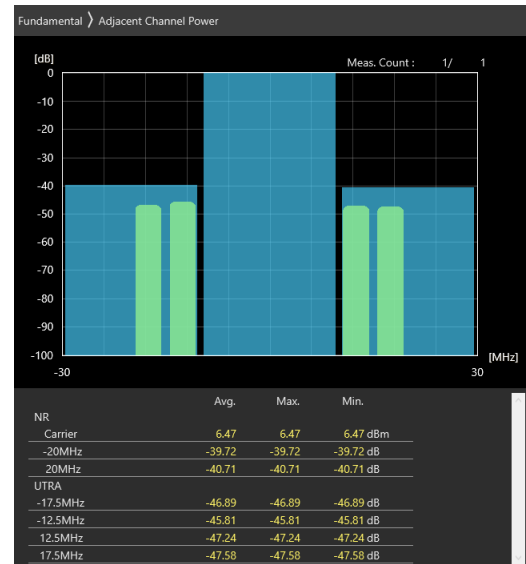 Fundamental 〉 Adjacent Channel Power
[dB]
Meas. Count : 1/ 1
0
-10
-20
-30
-40
-50
-60
-70
-80
-90
-100
[MHz]
-30 30
Avg. Max. Min.
NR
Carrier 6.47 6.47 6.47 dBm
-20MHz -39.72 -39.72 -39.72 dB
20MHz -40.71 -40.71 -40.71 dB
UTRA
-17.5MHz -46.89 -46.89 -46.89 dB
-12.5MHz -45.81 -45.81 -45.81 dB
12.5MHz -47.24 -47.24 -47.24 dB
17.5MHz -47.58 -47.58 -47.58 dB